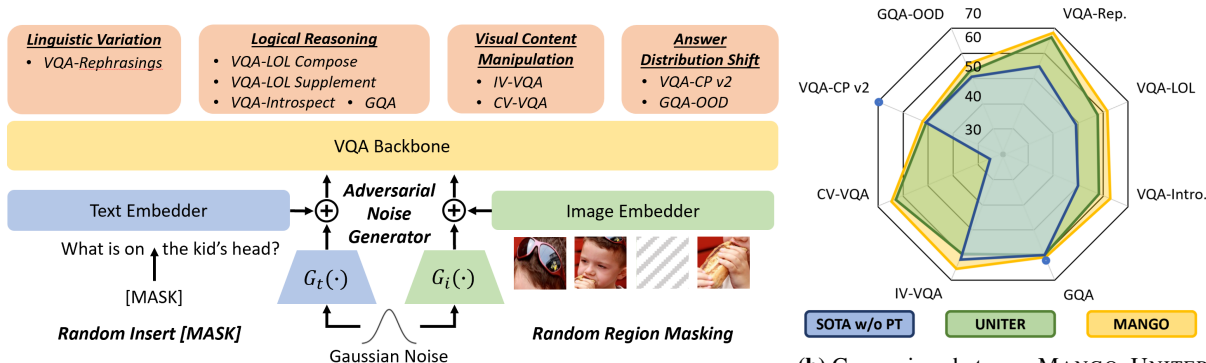 Linguistic Variation
• VQA-Rephrasings
Logical Reasoning
• VQA-LOL Compose
• VQA-LOL Supplement
• VQA-Introspect • GQA
Visual Content
Manipulation
• IV-VQA
• CV-VQA
Answer
Distribution Shift
• VQA-CP v2
• GQA-OOD
VQA Backbone
Text Embedder
Adversarial
Noise
Generator
Image Embedder
What is on the kid's head?
[MASK]
Random Insert [MASK]
G_t(·)
G_i(·)
Gaussian Noise
Random Region Masking
GQA-OOD
70
VQA-Rep.
60
50
VQA-CP v2
40
VQA-LOL
30
CV-VQA
VQA-Intro.
IV-VQA
GQA
SOTA w/o PT
UNITER
MANGO